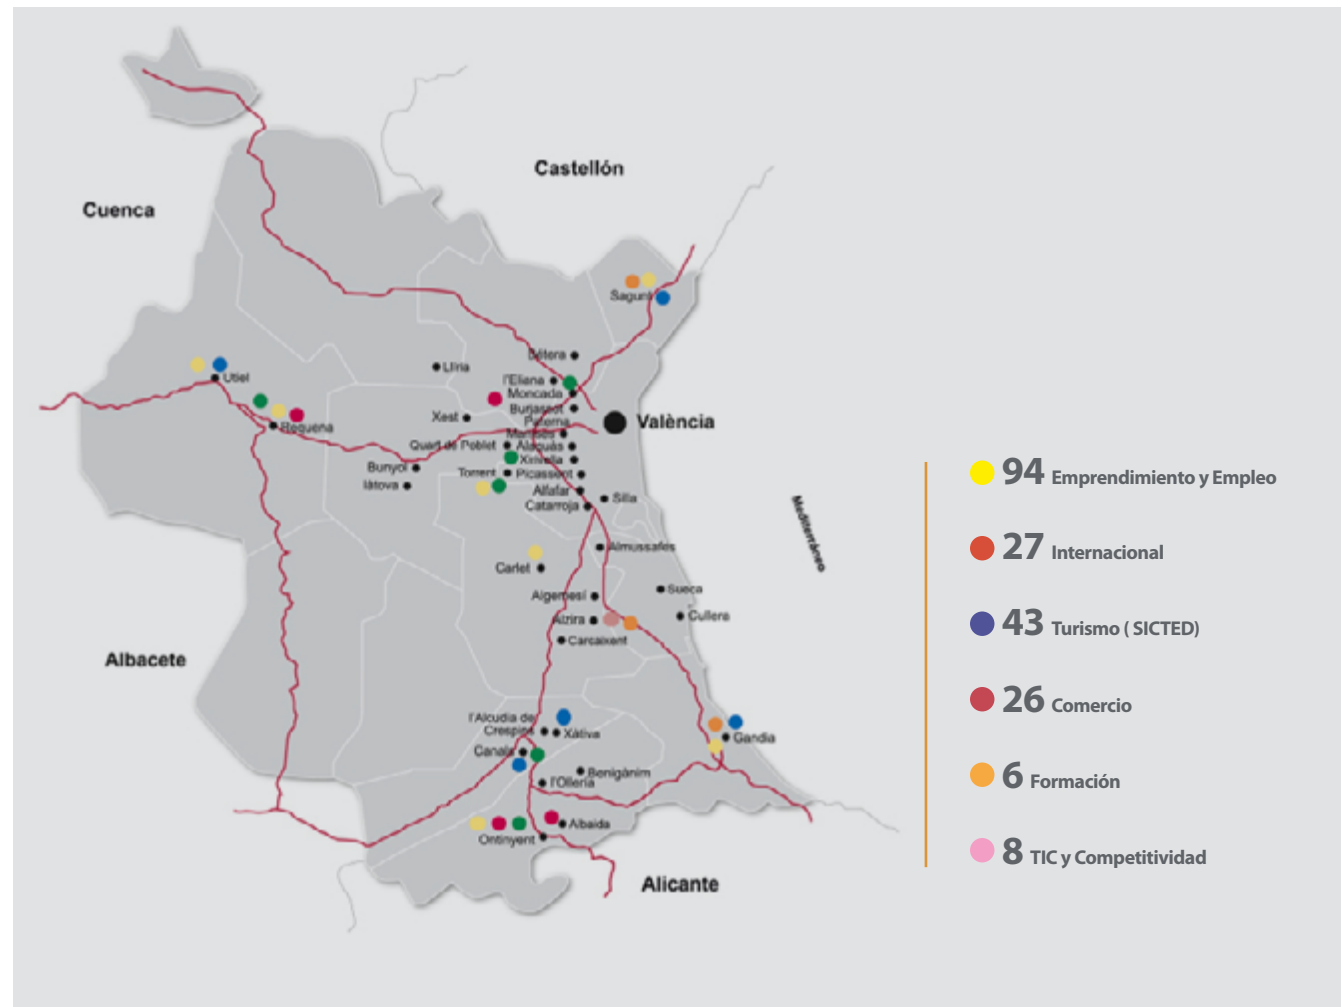 Castellón
Cuenca
Sagunt
Bétera
Llíria
l'Eliana
Utiel
Moncada
Burjassot
Xest
Paterna
València
Requena
Manises
Quart de Poblet
Alaquàs
Xirivella
Bunyol
Torrent
Picassent
Iàtova
Alfafar
Silla
Catarroja
Mediterráneo
Almussafes
Carlet
Sueca
Algemesí
Cullera
Alzira
Carcaixent
Albacete
l'Alcudia de
Crespins
Xàtiva
Gandia
Canals
Benigànim
l'Olleria
Albaida
Ontinyent
Alicante
94 Emprendimiento y Empleo
27 Internacional
43 Turismo ( SICTED)
26 Comercio
6 Formación
8 TIC y Competitividad